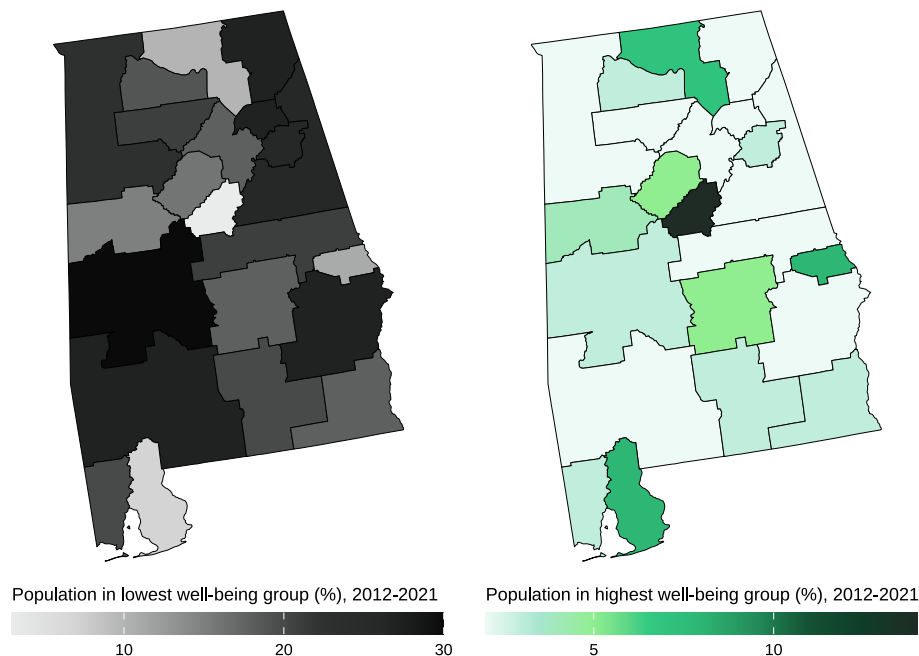 Population in lowest well-being group (%), 2012-2021
10 20 30
Population in highest well-being group (%), 2012-2021
5 10